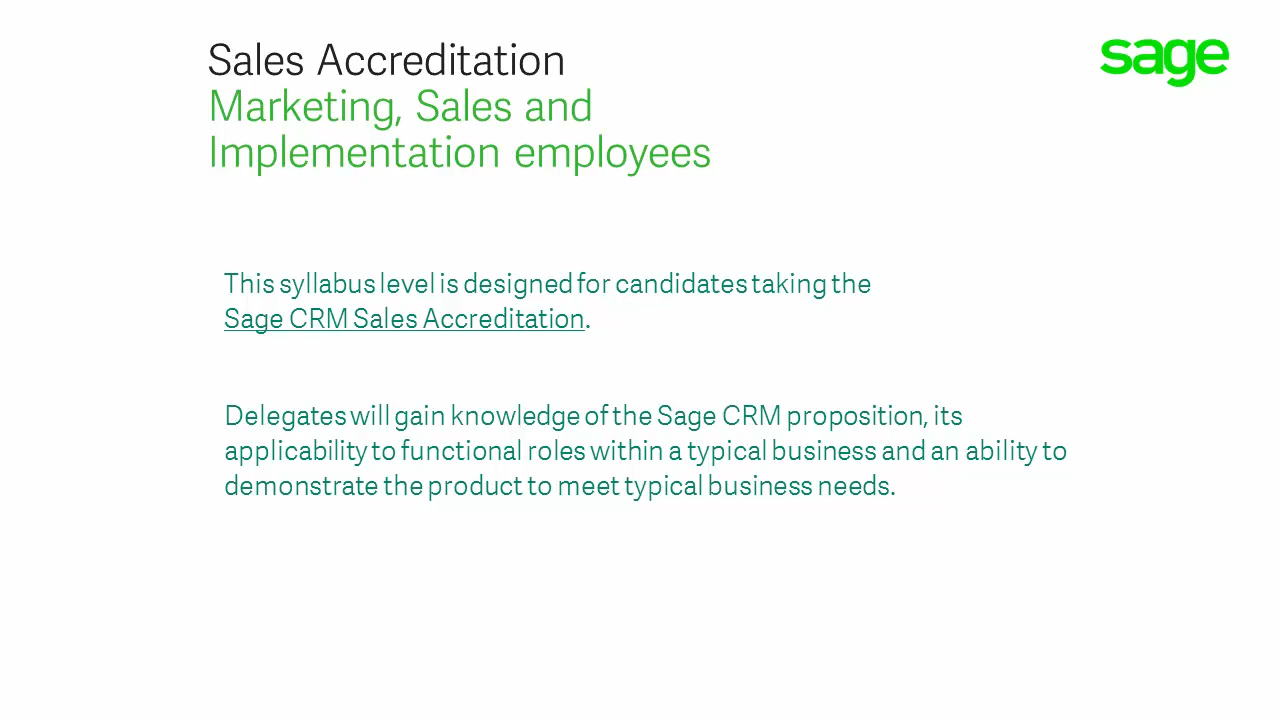 Sales Accreditation
sage
Marketing, Sales and
Implementation employees
This syllabus level is designed for candidates taking the
Sage CRM Sales Accreditation.
Delegates will gain knowledge of the Sage CRM proposition, its
applicability to functional roles within a typical business and an ability to
demonstrate the product to meet typical business needs.